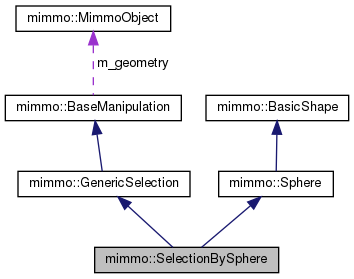 mimmo::MimmoObject
m_geometry
mimmo::BaseManipulation
mimmo::BasicShape
mimmo::GenericSelection
mimmo::Sphere
mimmo::SelectionBySphere